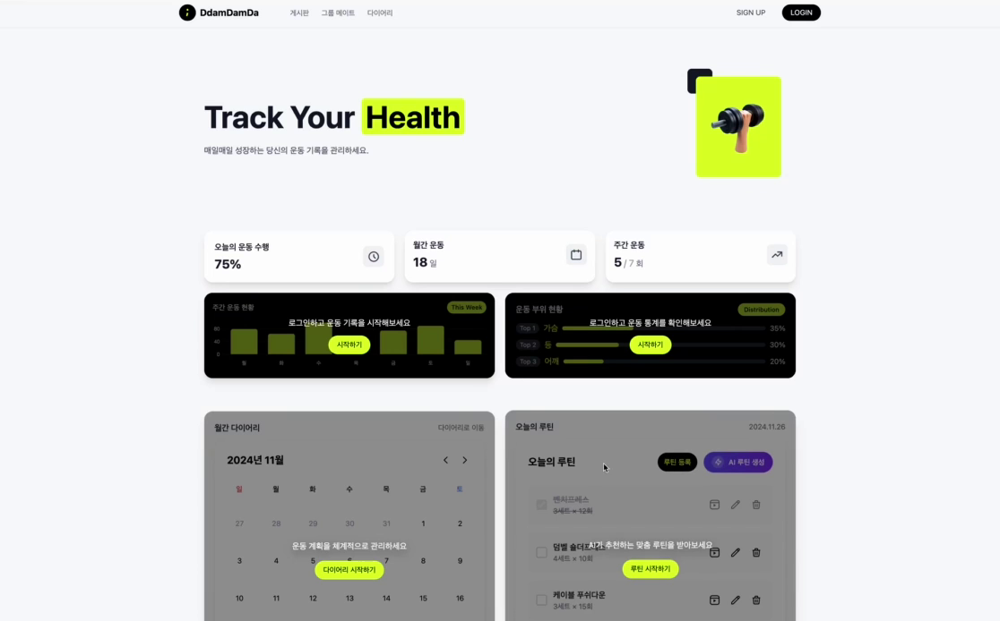 DdamDamDa
게시판 그룹 메이트 다이어리
SIGN UP LOGIN
Track Your Health
매일매일 성장하는 당신의 운동 기록을 관리하세요.
오늘의 운동 수행
75%
월간 운동
18 일
주간 운동
5 / 7 회
주간 운동 현황
This Week
로그인하고 운동 기록을 시작해보세요
시작하기
80
40
0
월 화 수 목 금 토 일
운동 부위 현황
Distribution
로그인하고 운동 통계를 확인해보세요
시작하기
Top 1 가슴 35%
Top 2 등 30%
Top 3 어깨 20%
월간 다이어리
다이어리로 이동
2024년 11월
일 월 화 수 목 금 토
27 28 29 30 31 1 2
운동 계획을 체계적으로 관리하세요
3 4 5 6 7 8 9
다이어리 시작하기
10 11 12 13 14 15 16
오늘의 루틴
2024.11.26
오늘의 루틴
루틴 등록
AI 루틴 생성
벤치프레스
3세트 × 12회
AI가 추천하는 맞춤 루틴을 받아보세요
덤벨 숄더프레스
4세트 × 10회
루틴 시작하기
케이블 푸쉬다운
3세트 × 15회